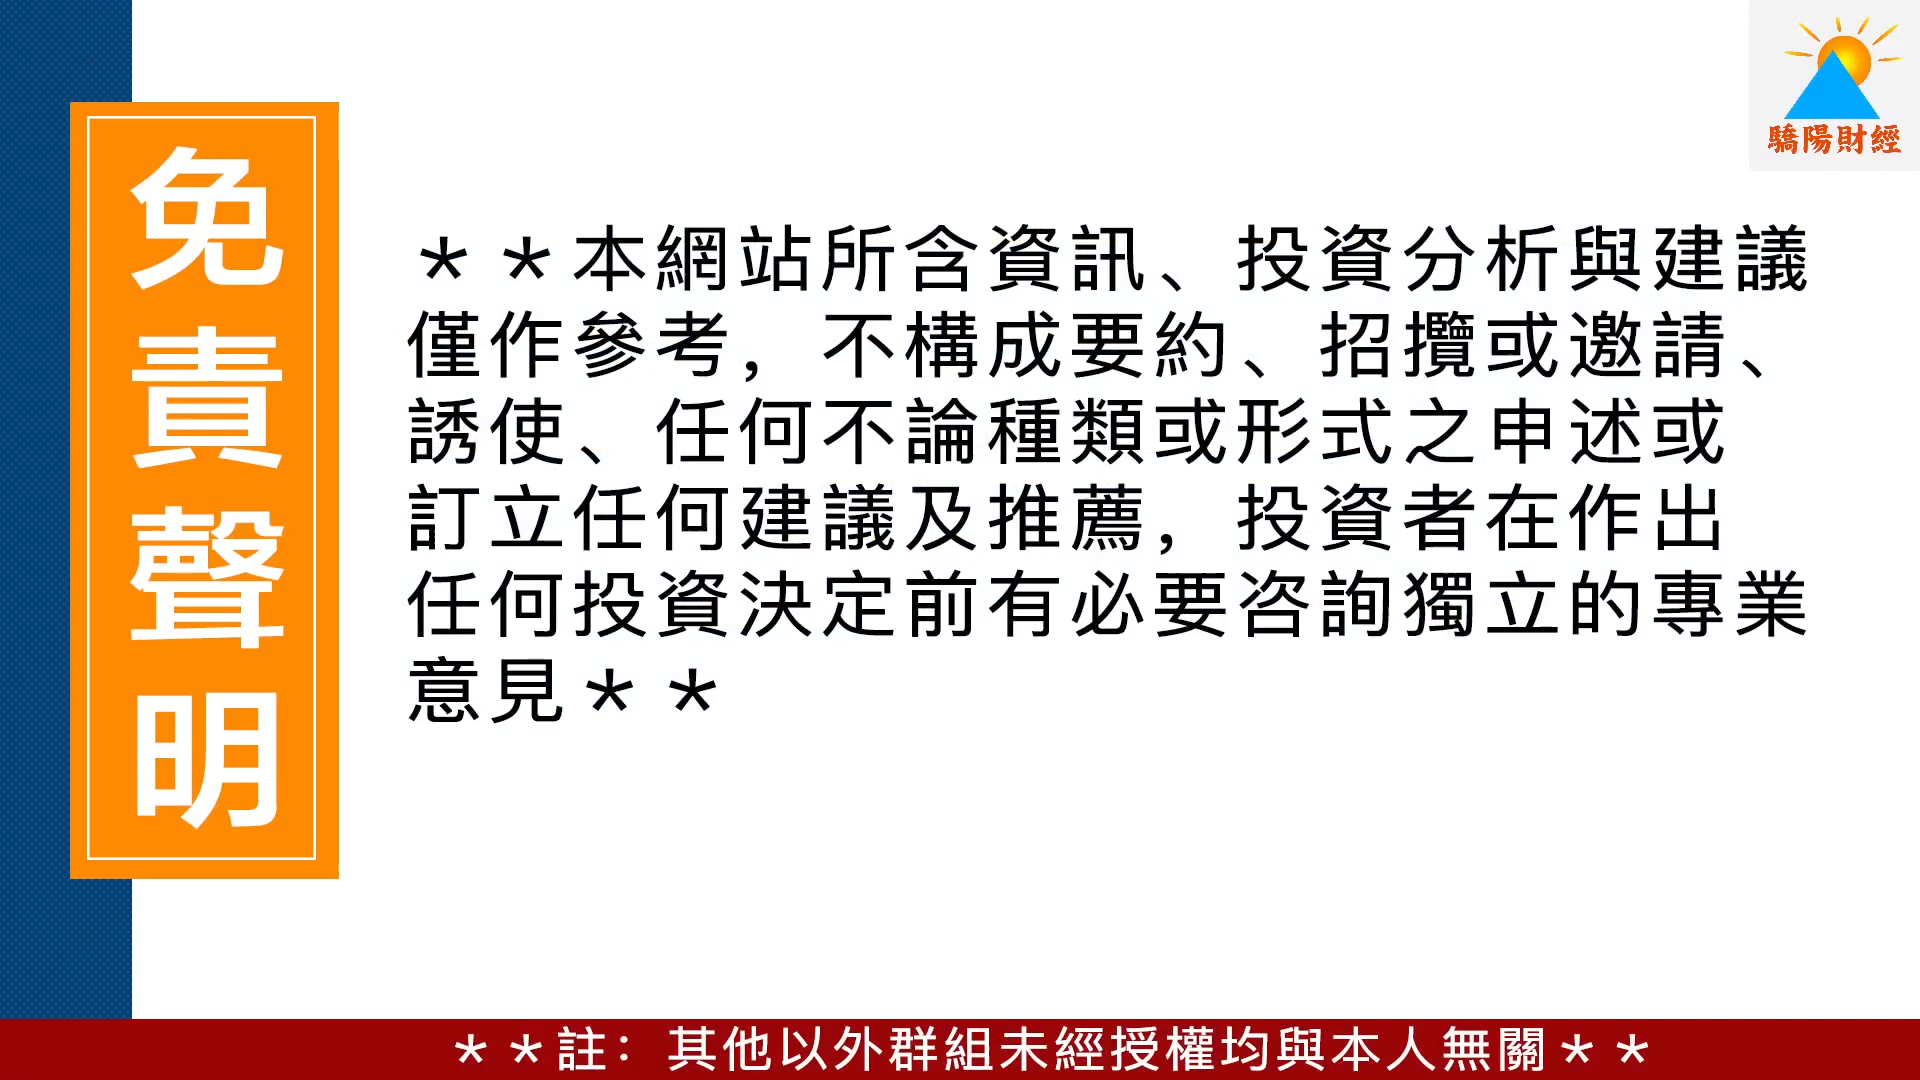 免責聲明
驕陽財經
＊＊本網站所含資訊、投資分析與建議
僅作參考，不構成要約、招攬或邀請、
誘使、任何不論種類或形式之申述或
訂立任何建議及推薦，投資者在作出
任何投資決定前有必要咨詢獨立的專業
意見＊＊
＊＊註：其他以外群組未經授權均與本人無關＊＊